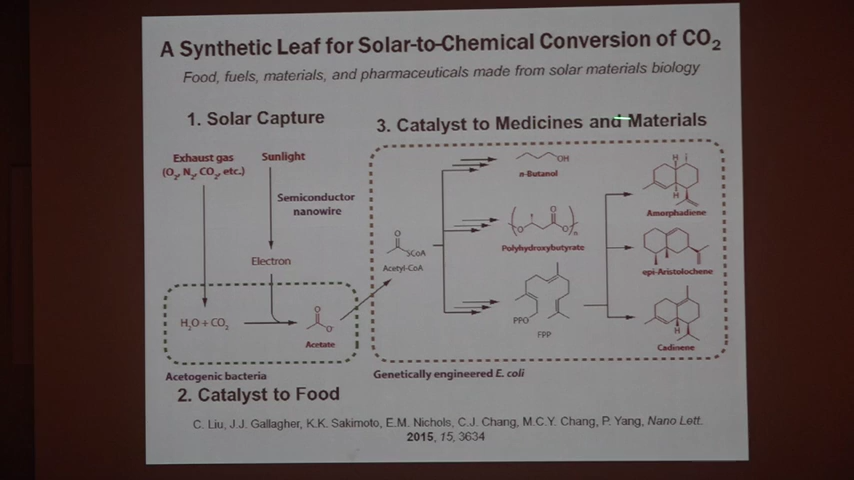 A Synthetic Leaf for Solar-to-Chemical Conversion of CO₂
Food, fuels, materials, and pharmaceuticals made from solar materials biology
1. Solar Capture
3. Catalyst to Medicines and Materials
Exhaust gas
(O₂, N₂, CO₂, etc.)
Sunlight
Semiconductor
nanowire
Electron
H₂O + CO₂
O
O⁻
Acetate
Acetogenic bacteria
2. Catalyst to Food
O
SCoA
Acetyl-CoA
OH
n-Butanol
O
O
O
n
Polyhydroxybutyrate
PPO
FPP
H
H
Amorphadiene
epi-Aristolochene
H
Cadinene
Genetically engineered E. coli
C. Liu, J.J. Gallagher, K.K. Sakimoto, E.M. Nichols, C.J. Chang, M.C.Y. Chang, P. Yang, Nano Lett.
2015, 15, 3634